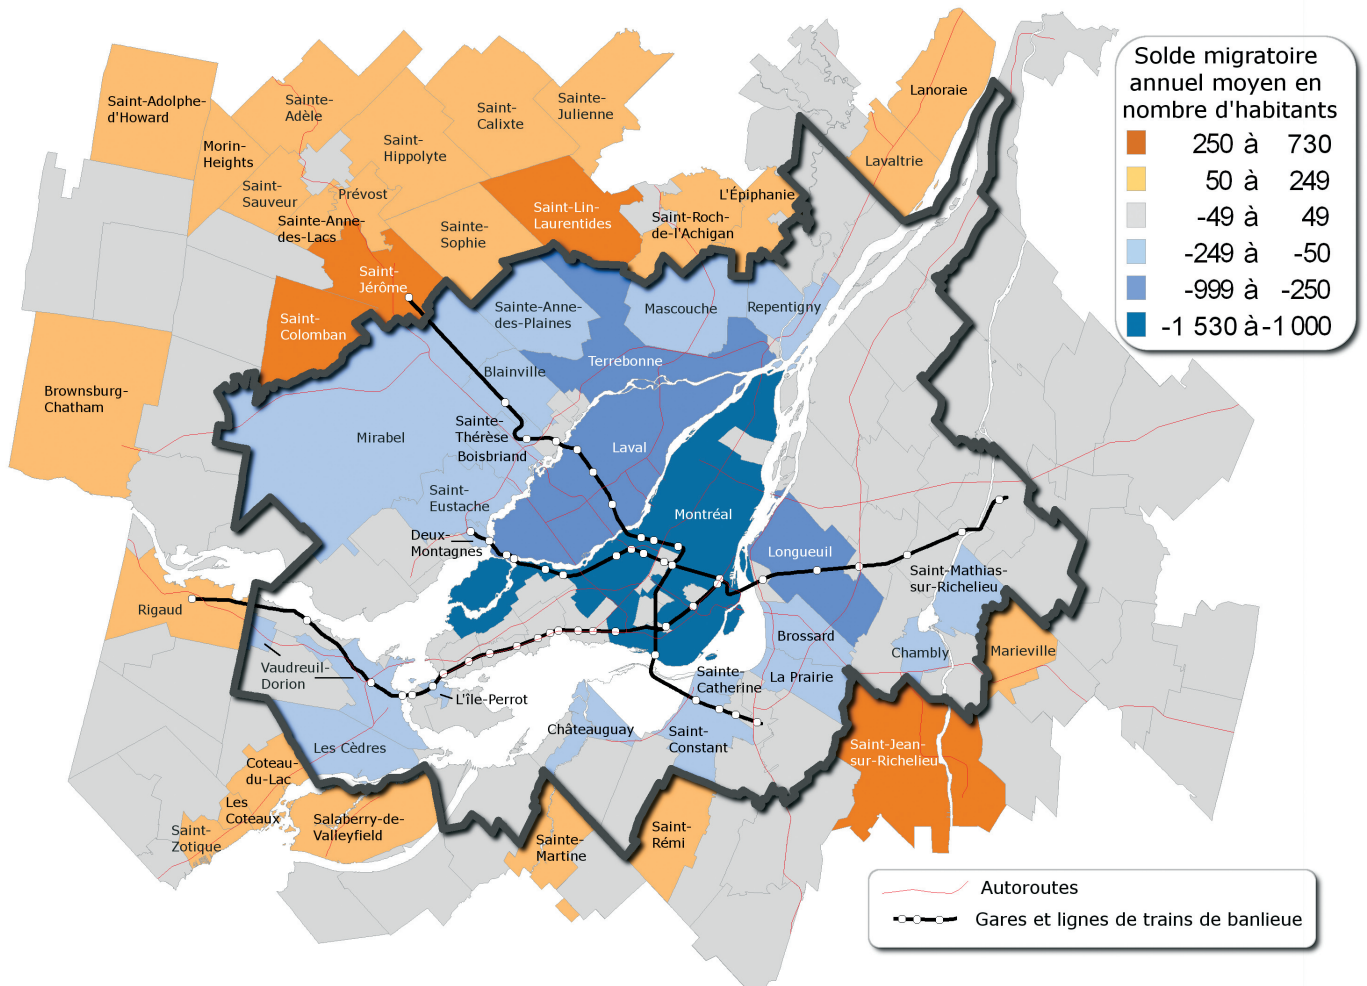 Solde migratoire
annuel moyen en
nombre d'habitants
250 à 730
50 à 249
-49 à 49
-249 à -50
-999 à -250
-1 530 à -1 000
Saint-Adolphe-
d'Howard
Sainte-
Adèle
Morin-
Heights
Saint-
Sauveur
Saint-
Hippolyte
Prévost
Saint-
Calixte
Sainte-
Julienne
Sainte-Anne-
des-Lacs
Sainte-
Sophie
Saint-Lin-
Laurentides
Saint-Roch-
de-l'Achigan
L'Épiphanie
Lavaltrie
Lanoraie
Saint-
Jérôme
Saint-
Colomban
Sainte-Anne-
des-Plaines
Mascouche
Repentigny
Terrebonne
Blainville
Brownsburg-
Chatham
Mirabel
Sainte-
Thérèse
Boisbriand
Laval
Saint-
Eustache
Deux-
Montagnes
Montréal
Longueuil
Saint-Mathias-
sur-Richelieu
Rigaud
Vaudreuil-
Dorion
L'île-Perrot
Brossard
Chambly
Marieville
La Prairie
Sainte-
Catherine
Châteauguay
Saint-
Constant
Les Cèdres
Coteau-
du-Lac
Les
Coteaux
Saint-
Zotique
Salaberry-de-
Valleyfield
Sainte-
Martine
Saint-
Rémi
Saint-Jean-
sur-Richelieu
Autoroutes
Gares et lignes de trains de banlieue